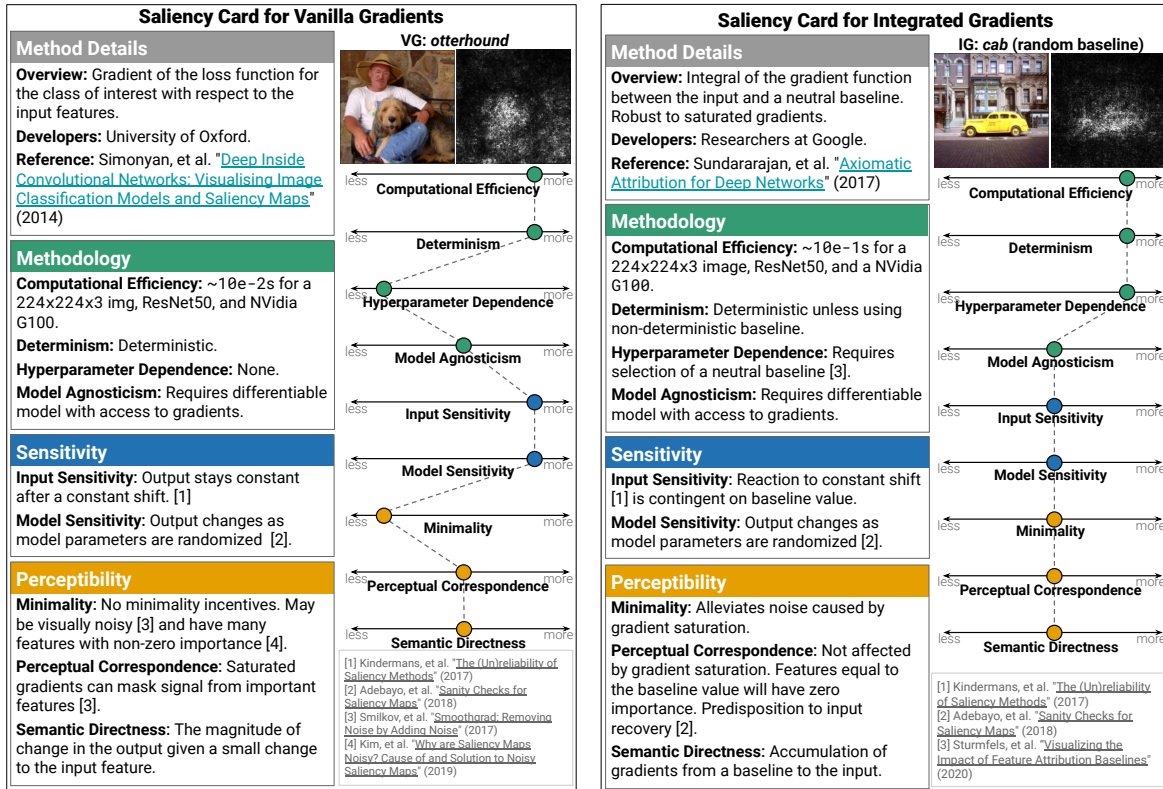 Saliency Card for Vanilla Gradients
Method Details
Overview: Gradient of the loss function for
the class of interest with respect to the
input features.
Developers: University of Oxford.
Reference: Simonyan, et al. "Deep Inside
Convolutional Networks: Visualising Image
Classification Models and Saliency Maps"
(2014)
Methodology
Computational Efficiency: ~10e-2s for a
224x224x3 img, ResNet50, and NVidia
G100.
Determinism: Deterministic.
Hyperparameter Dependence: None.
Model Agnosticism: Requires differentiable
model with access to gradients.
Sensitivity
Input Sensitivity: Output stays constant
after a constant shift. [1]
Model Sensitivity: Output changes as
model parameters are randomized [2].
Perceptibility
Minimality: No minimality incentives. May
be visually noisy [3] and have many
features with non-zero importance [4].
Perceptual Correspondence: Saturated
gradients can mask signal from important
features [3].
Semantic Directness: The magnitude of
change in the output given a small change
to the input feature.
VG: otterhound
less Computational Efficiency more
less Determinism more
less Hyperparameter Dependence more
less Model Agnosticism more
less Input Sensitivity more
less Model Sensitivity more
less Minimality more
less Perceptual Correspondence more
less Semantic Directness more
[1] Kindermans, et al. "The (Un)reliability of
Saliency Methods" (2017)
[2] Adebayo, et al. "Sanity Checks for
Saliency Maps" (2018)
[3] Smilkov, et al. "Smoothgrad: Removing
Noise by Adding Noise" (2017)
[4] Kim, et al. "Why are Saliency Maps
Noisy? Cause of and Solution to Noisy
Saliency Maps" (2019)
Saliency Card for Integrated Gradients
Method Details
Overview: Integral of the gradient function
between the input and a neutral baseline.
Robust to saturated gradients.
Developers: Researchers at Google.
Reference: Sundararajan, et al. "Axiomatic
Attribution for Deep Networks" (2017)
Methodology
Computational Efficiency: ~10e-1s for a
224x224x3 image, ResNet50, and a NVidia
G100.
Determinism: Deterministic unless using
non-deterministic baseline.
Hyperparameter Dependence: Requires
selection of a neutral baseline [3].
Model Agnosticism: Requires differentiable
model with access to gradients.
Sensitivity
Input Sensitivity: Reaction to constant shift
[1] is contingent on baseline value.
Model Sensitivity: Output changes as
model parameters are randomized [2].
Perceptibility
Minimality: Alleviates noise caused by
gradient saturation.
Perceptual Correspondence: Not
affected by gradient saturation. Features equal to
the baseline value will have zero
importance. Predisposition to input
recovery [2].
Semantic Directness: Accumulation of
gradients from a baseline to the input.
IG: cab (random baseline)
less Computational Efficiency more
less Determinism more
less Hyperparameter Dependence more
less Model Agnosticism more
less Input Sensitivity more
less Model Sensitivity more
less Minimality more
less Perceptual Correspondence more
less Semantic Directness more
[1] Kindermans, et al. "The (Un)reliability
of Saliency Methods" (2017)
[2] Adebayo, et al. "Sanity Checks for
Saliency Maps" (2018)
[3] Sturmfels, et al. "Visualizing the
Impact of Feature Attribution Baselines"
(2020)